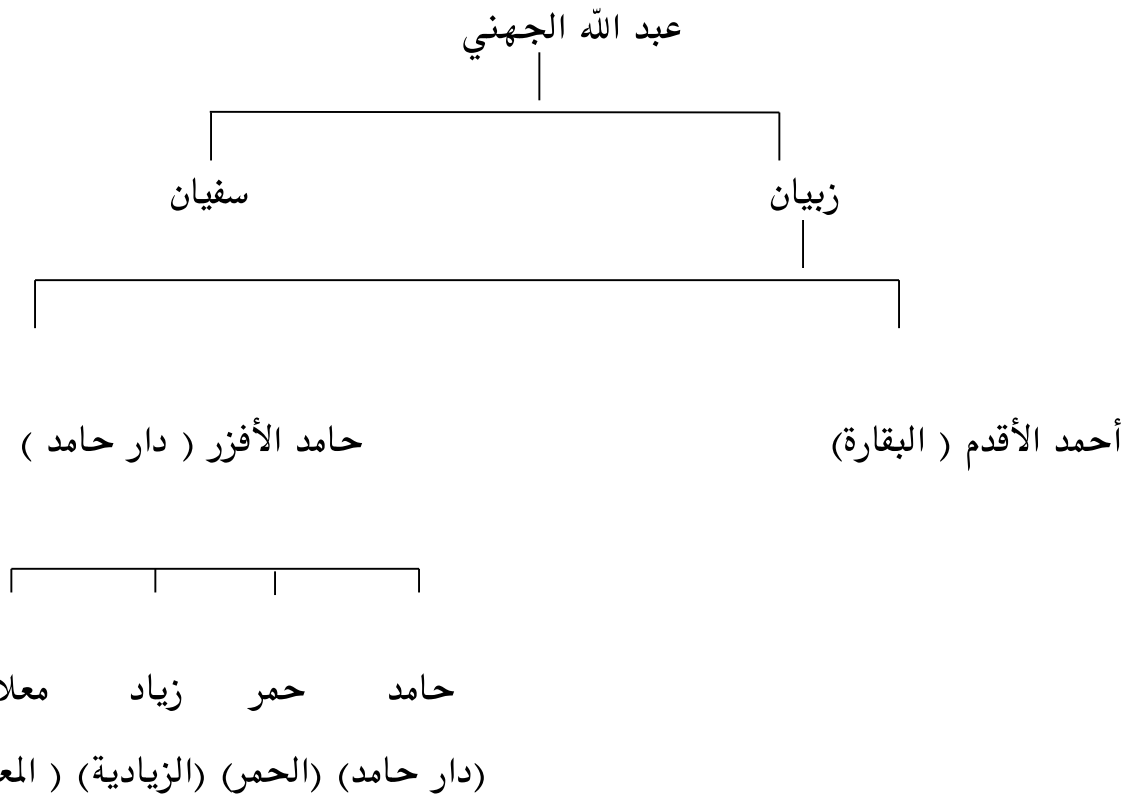 عبد الله الجهني
زبيان سفيان
أحمد الأقدم ( البقارة) حامد الأفزر ( دار حامد )
حامد حمر زياد
(دار حامد) (الحمر) (الزيادية) (